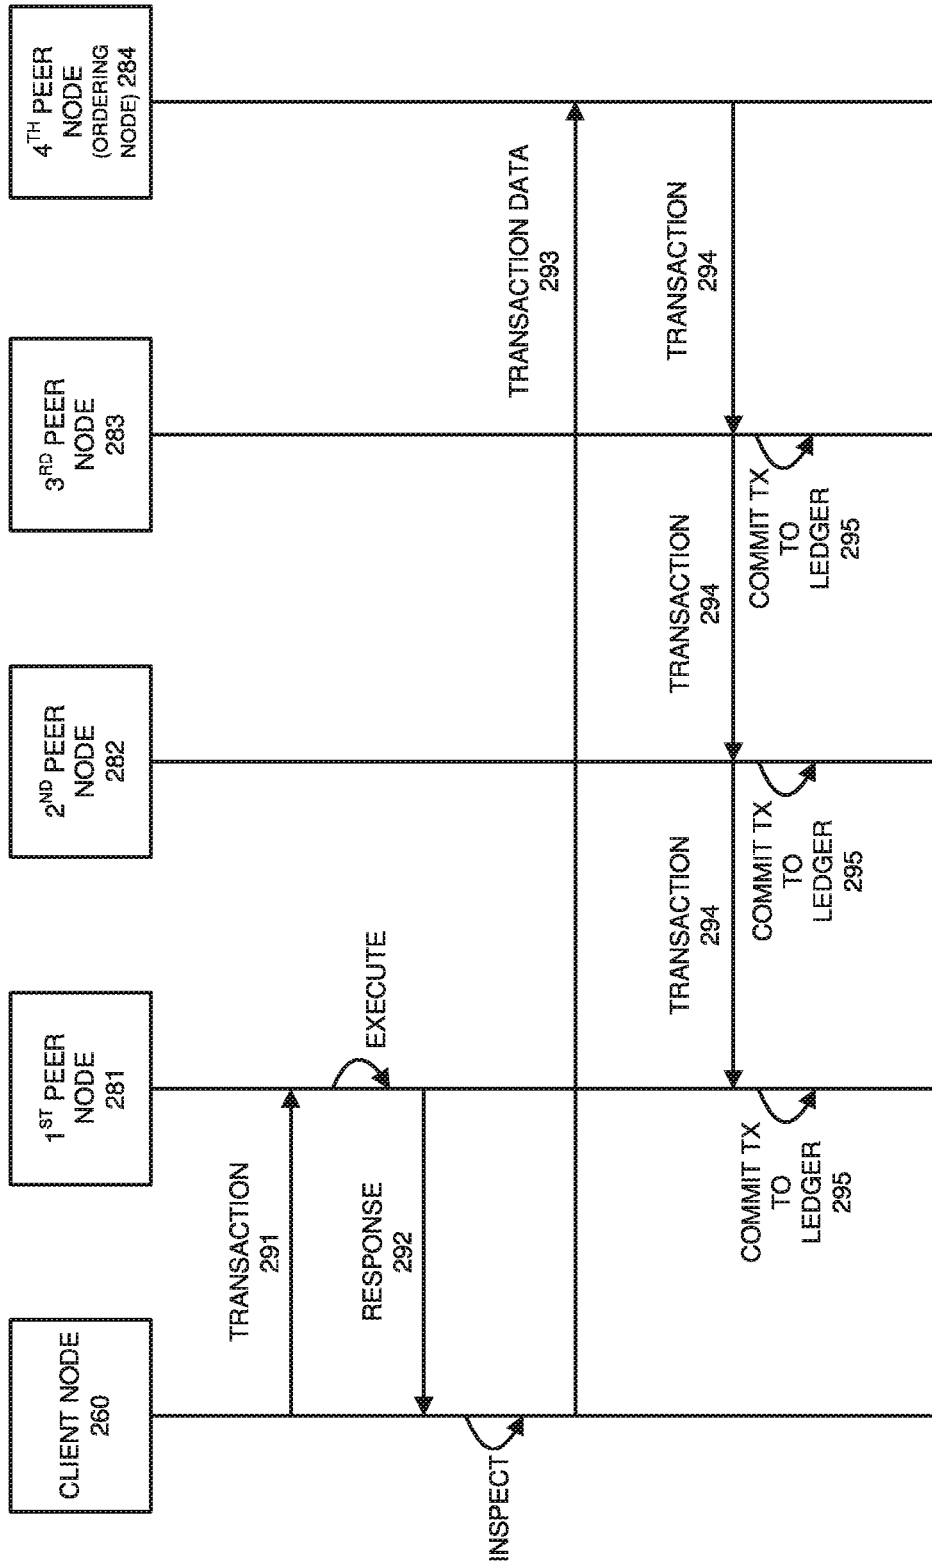 CLIENT NODE
260
1ST PEER
NODE
281
2ND PEER
NODE
282
3RD PEER
NODE
283
4TH PEER
NODE
(ORDERING
NODE) 284
TRANSACTION
291
EXECUTE
RESPONSE
292
INSPECT
TRANSACTION DATA
293
TRANSACTION
294
TRANSACTION
294
TRANSACTION
294
COMMIT TX
TO
LEDGER
295
COMMIT TX
TO
LEDGER
295
COMMIT TX
TO
LEDGER
295